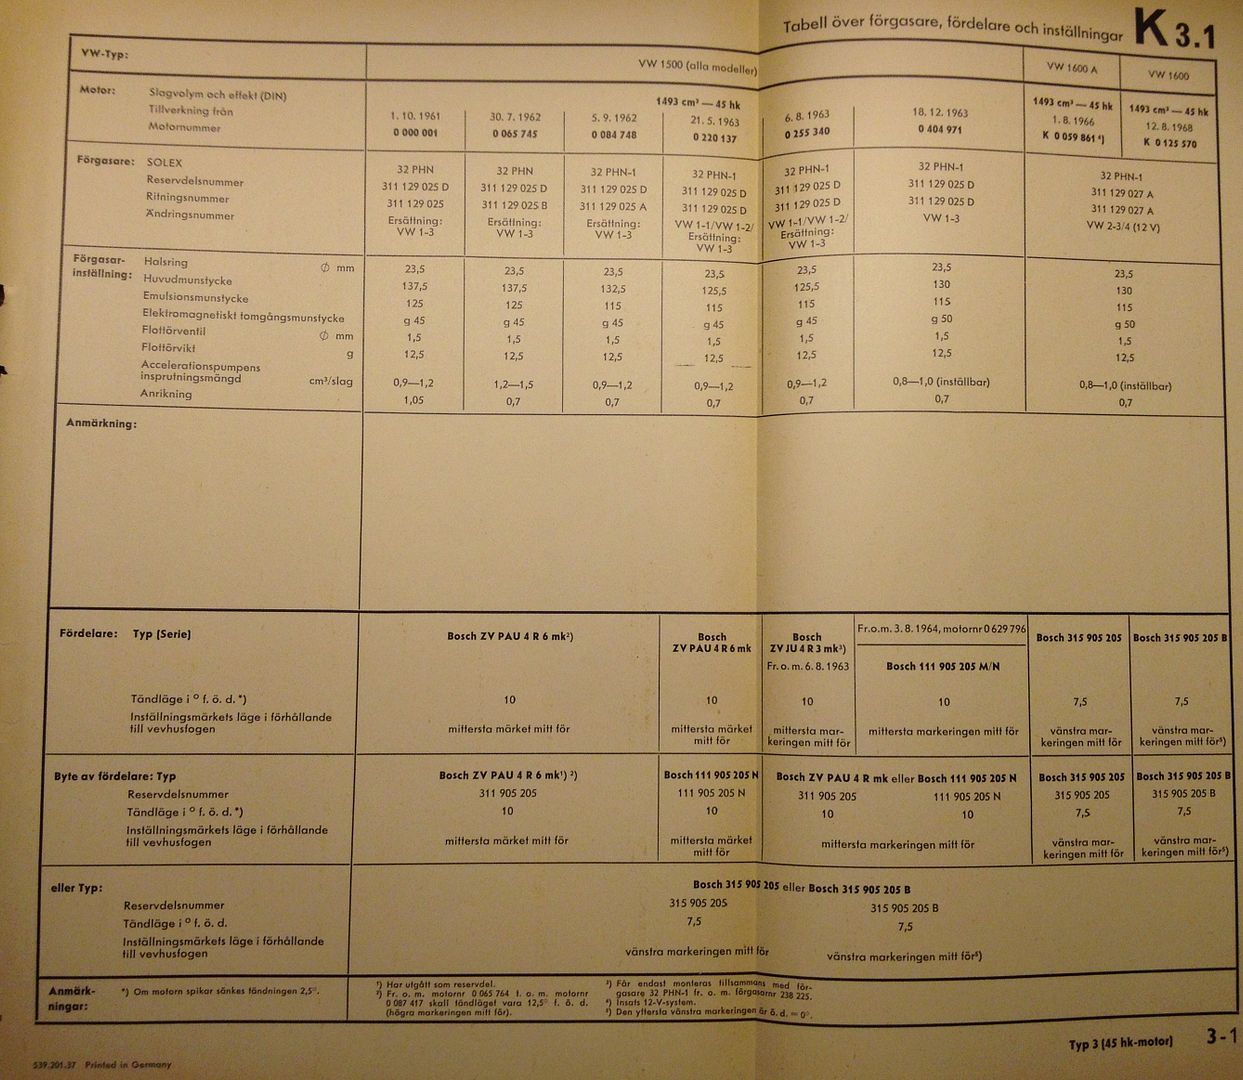 Tabell över förgasare, fördelare och inställningar K 3.1
VW-Typ: VW 1500 (alla modeller) VW 1600 A VW 1600
Motor: Slagvolym och effekt (DIN) 1493 cm³ — 45 hk 1493 cm³ — 45 hk 1493 cm³ — 45 hk
Tillverkning från 1. 10. 1961 30. 7. 1962 5. 9. 1962 21. 5. 1963 6. 8. 1963 18. 12. 1963 1. 8. 1966 12. 8. 1968
Motornummer 0 000 001 0 065 745 0 084 748 0 220 137 0 255 340 0 404 971 K 0 059 861 ⁴) K 0 125 570
Förgasare: SOLEX 32 PHN 32 PHN 32 PHN-1 32 PHN-1 32 PHN-1 32 PHN-1 32 PHN-1
Reservdelsnummer 311 129 025 D 311 129 025 D 311 129 025 D 311 129 025 D 311 129 025 D 311 129 025 D 311 129 027 A
Ritningsnummer 311 129 025 311 129 025 B 311 129 025 A 311 129 025 D 311 129 025 D 311 129 025 D 311 129 027 A
Ändringsnummer Ersättning: Ersättning: Ersättning: VW 1-1/VW 1-2/ VW 1-1/VW 1-2/ VW 1-3 VW 2-3/4 (12 V)
VW 1-3 VW 1-3 VW 1-3 Ersättning: Ersättning:
VW 1-3 VW 1-3
Förgasar- Halsring ∅ mm 23,5 23,5 23,5 23,5 23,5 23,5 23,5
inställning: Huvudmunstycke 137,5 137,5 132,5 125,5 125,5 130 130
Emulsionsmunstycke 125 125 115 115 115 115 115
Elektromagnetiskt tomgångsmunstycke g 45 g 45 g 45 g 45 g 45 g 50 g 50
Flottörventil ∅ mm 1,5 1,5 1,5 1,5 1,5 1,5 1,5
Flottörvikt g 12,5 12,5 12,5 12,5 12,5 12,5 12,5
Accelerationspumpens
insprutningsmängd cm³/slag 0,9—1,2 1,2—1,5 0,9—1,2 0,9—1,2 0,9—1,2 0,8—1,0 (inställbar) 0,8—1,0 (inställbar)
Anrikning 1,05 0,7 0,7 0,7 0,7 0,7 0,7
Anmärkning:
Fördelare: Typ (Serie) Bosch ZV PAU 4 R 6 mk²) Bosch Bosch Fr.o.m. 3. 8. 1964, motornr 0 629 796 Bosch 315 905 205 Bosch 315 905 205 B
ZV PAU 4 R 6 mk ZV JU 4 R 3 mk³)
Fr. o. m. 6. 8. 1963 Bosch 111 905 205 M/N
Tändläge i ° f. ö. d. *) 10 10 10 10 7,5 7,5
Inställningsmärkets läge i förhållande
till vevhusfogen mittersta märket mitt för mittersta märket mittersta mar- mittersta markeringen mitt för vänstra mar- vänstra mar-
mitt för keringen mitt för keringen mitt för keringen mitt för⁵)
Byte av fördelare: Typ Bosch ZV PAU 4 R 6 mk¹) ²) Bosch 111 905 205 N Bosch ZV PAU 4 R mk eller Bosch 111 905 205 N Bosch 315 905 205 Bosch 315 905 205 B
Reservdelsnummer 311 905 205 111 905 205 N 311 905 205 111 905 205 N 315 905 205 315 905 205 B
Tändläge i ° f. ö. d. *) 10 10 10 10 7,5 7,5
Inställningsmärkets läge i förhållande
till vevhusfogen mittersta märket mitt för mittersta märket mittersta markeringen mitt för vänstra mar- vänstra mar-
mitt för keringen mitt för keringen mitt för⁵)
eller Typ: Bosch 315 905 205 eller Bosch 315 905 205 B
Reservdelsnummer 315 905 205 315 905 205 B
Tändläge i ° f. ö. d. 7,5 7,5
Inställningsmärkets läge i förhållande
till vevhusfogen vänstra markeringen mitt för vänstra markeringen mitt för⁵)
Anmärk-
ningar:
*) Om motorn spikar sänkes tändningen 2,5°.
¹) Har utgått som reservdel.
²) Fr. o. m. motornr 0 065 764 t. o. m. motornr
0 087 417 skall tändläget vara 12,5° f. ö. d.
(högra markeringen mitt för).
³) Får endast monteras tillsammans med för-
gasare 32 PHN-1 fr. o. m. förgasarnr 238 225.
⁴) Insats 12-V-system.
⁵) Den yttersta vänstra markeringen är ö. d. = 0°.
Typ 3 (45 hk-motor) 3-1
539.201.37 Printed in Germany